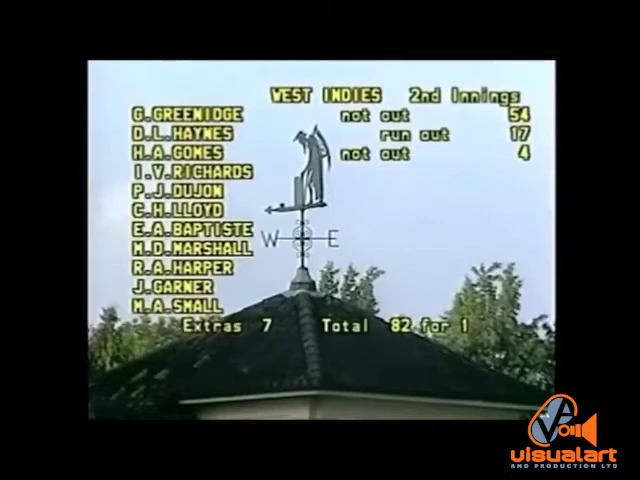 WEST INDIES 2nd Innings
G.GREENIDGE not out 54
D.L.HAYNES run out 17
H.A.GOMES not out 4
I.V.RICHARDS
P.J.DUJON
C.H.LLOYD
E.A.BAPTISTE
M.D.MARSHALL
R.A.HARPER
J.GARNER
M.A.SMALL
Extras 7 Total 82 for 1
W E
VA
visualart
AND PRODUCTION LTD